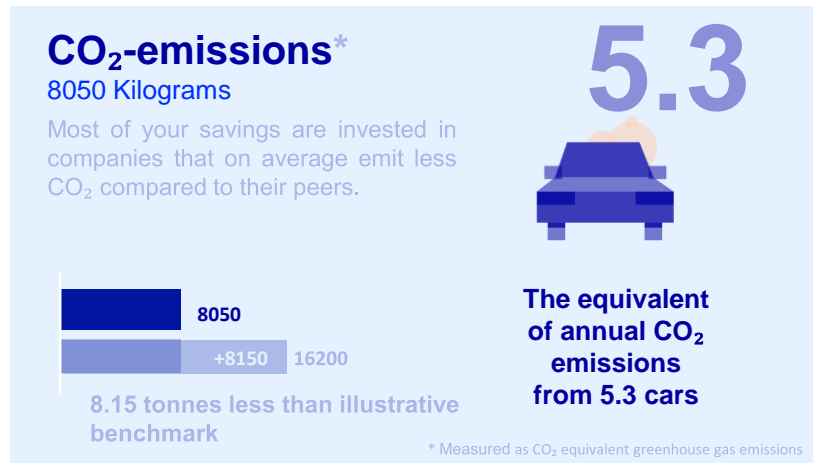 CO₂-emissions*
8050 Kilograms
Most of your savings are invested in
companies that on average emit less
CO₂ compared to their peers.
5.3
8050
+8150 16200
8.15 tonnes less than illustrative
benchmark
The equivalent
of annual CO₂
emissions
from 5.3 cars
* Measured as CO₂ equivalent greenhouse gas emissions